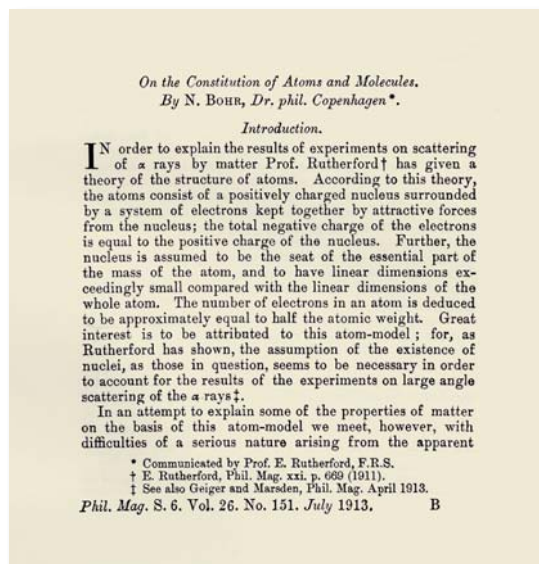 On the Constitution of Atoms and Molecules.
By N. BOHR, Dr. phil. Copenhagen*.
Introduction.
IN order to explain the results of experiments on scattering
of α rays by matter Prof. Rutherford† has given a
theory of the structure of atoms. According to this theory,
the atoms consist of a positively charged nucleus surrounded
by a system of electrons kept together by attractive forces
from the nucleus; the total negative charge of the electrons
is equal to the positive charge of the nucleus. Further, the
nucleus is assumed to be the seat of the essential part of
the mass of the atom, and to have linear dimensions ex-
ceedingly small compared with the linear dimensions of the
whole atom. The number of electrons in an atom is deduced
to be approximately equal to half the atomic weight. Great
interest is to be attributed to this atom-model; for, as
Rutherford has shown, the assumption of the existence of
nuclei, as those in question, seems to be necessary in order
to account for the results of the experiments on large angle
scattering of the α rays‡.
In an attempt to explain some of the properties of matter
on the basis of this atom-model we meet, however, with
difficulties of a serious nature arising from the apparent
* Communicated by Prof. E. Rutherford, F.R.S.
† E. Rutherford, Phil. Mag. xxi. p. 669 (1911).
‡ See also Geiger and Marsden, Phil. Mag. April 1913.
Phil. Mag. S. 6. Vol. 26. No. 151. July 1913. B